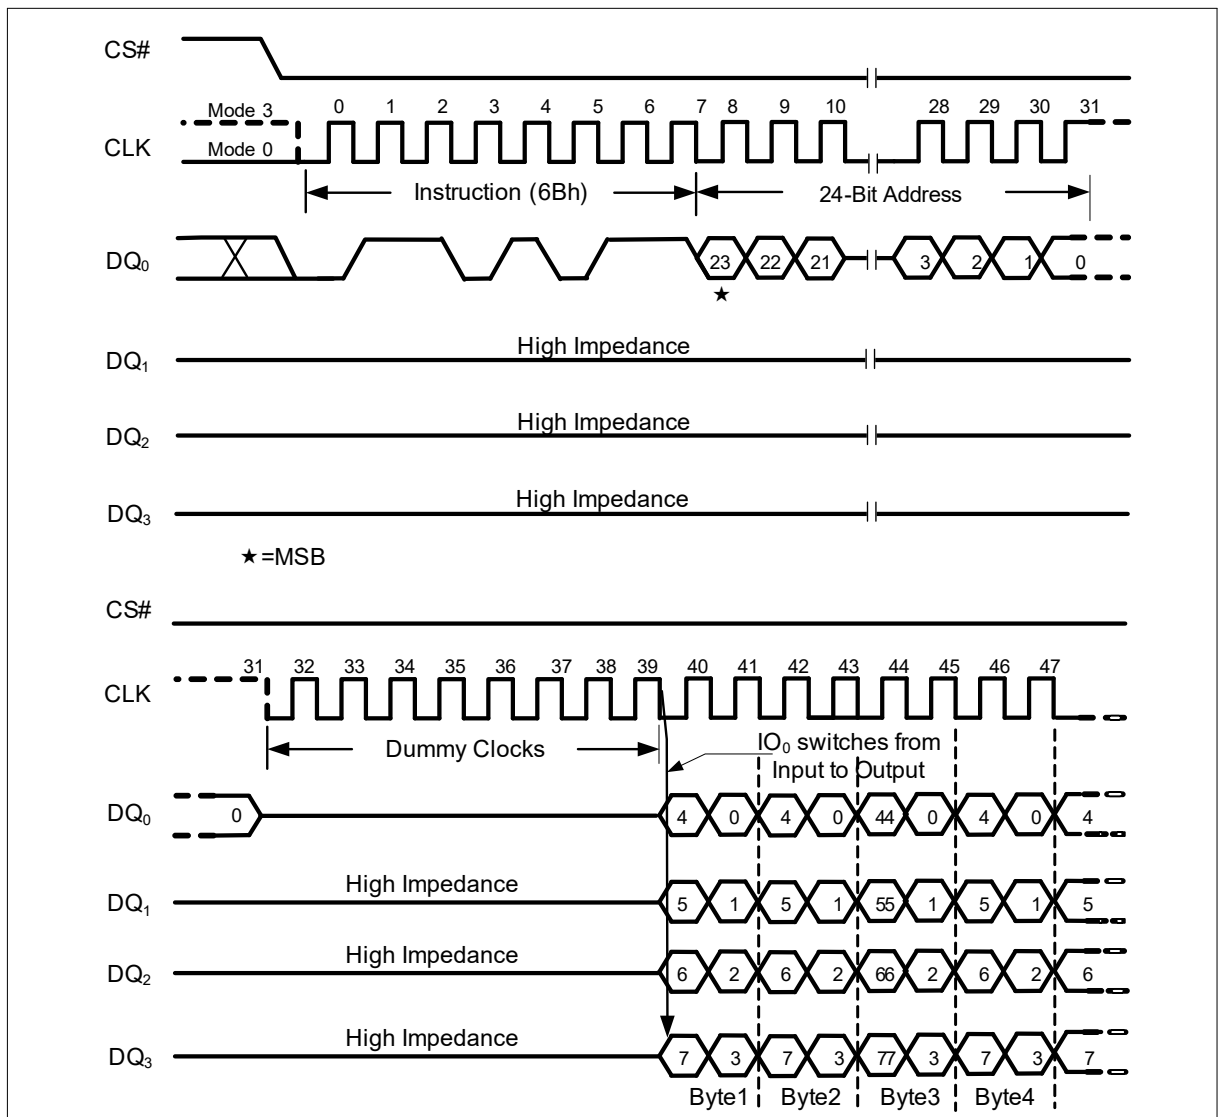 CS#
Mode 3 0 1 2 3 4 5 6 7 8 9 10 28 29 30 31
CLK Mode 0
Instruction (6Bh) 24-Bit Address
DQ0 23 22 21 3 2 1 0
★
High Impedance
DQ1
High Impedance
DQ2
High Impedance
DQ3
★=MSB
CS#
31 32 33 34 35 36 37 38 39 40 41 42 43 44 45 46 47
CLK
Dummy Clocks IO0 switches from
Input to Output
DQ0 0 4 0 4 0 44 0 4 0 4
High Impedance
DQ1 5 1 5 1 55 1 5 1 5
High Impedance
DQ2 6 2 6 2 66 2 6 2 6
High Impedance
DQ3 7 3 7 3 77 3 7 3 7
Byte1 Byte2 Byte3 Byte4